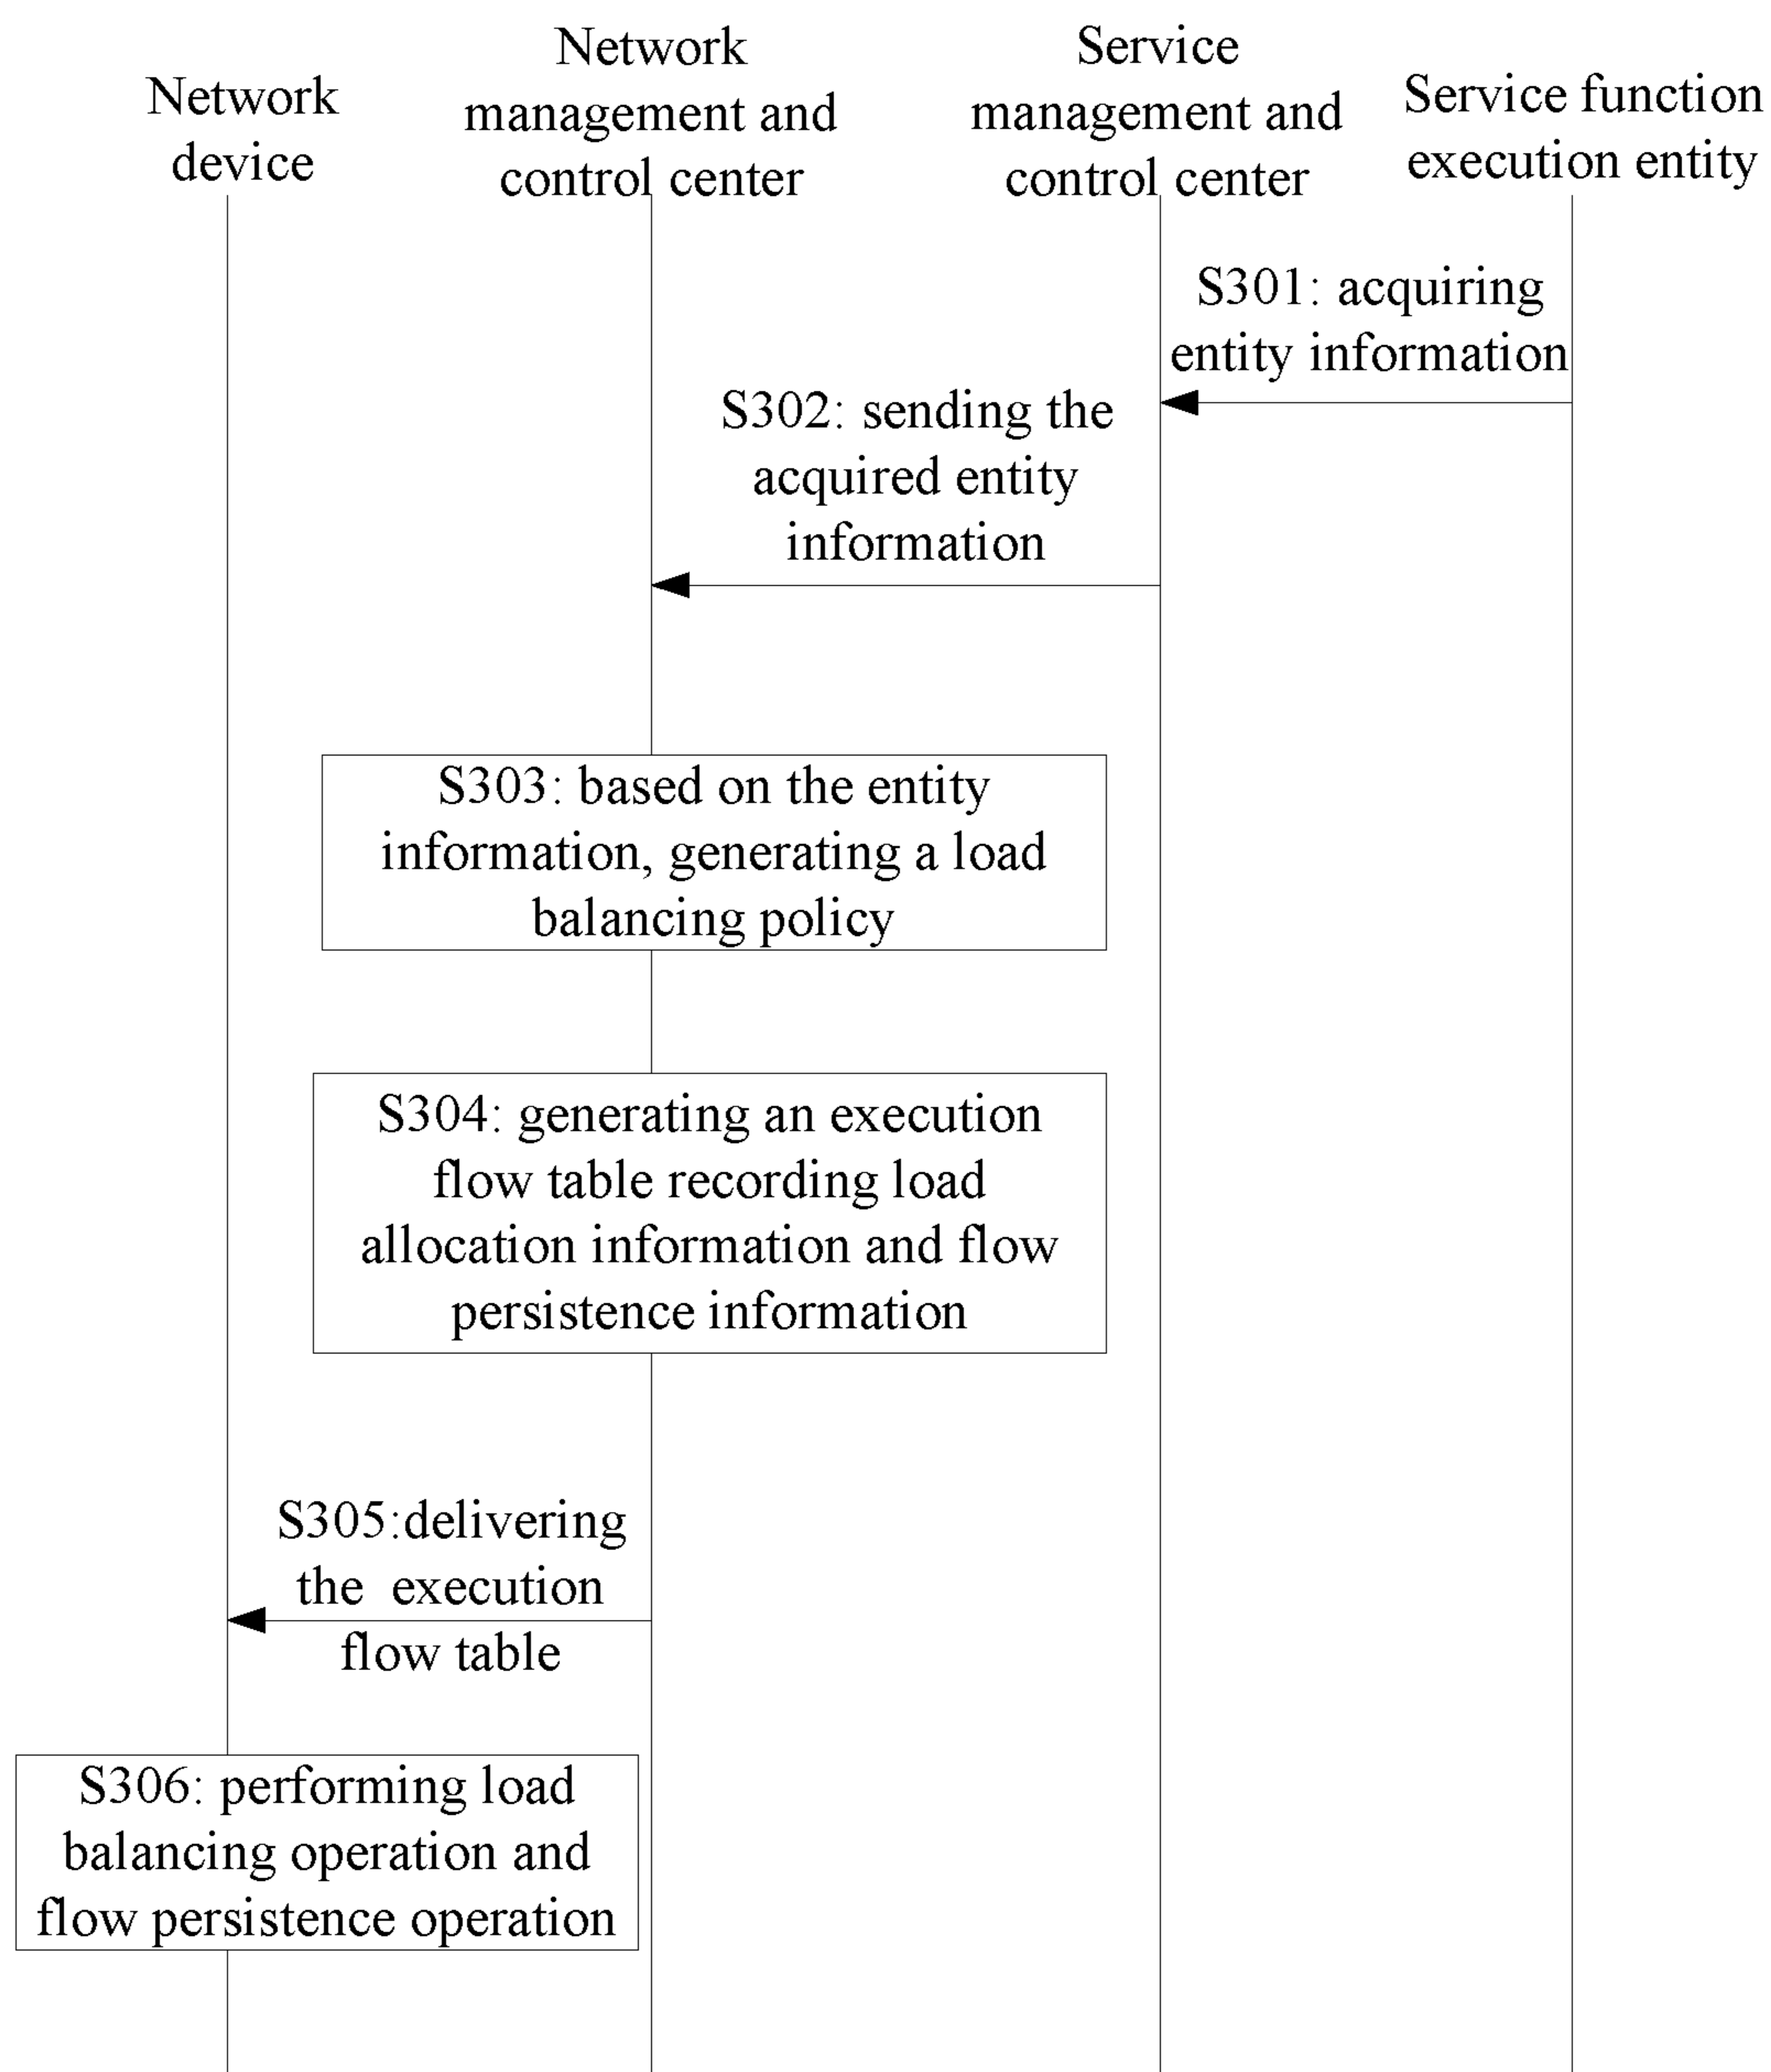 Network
device
Network
management and
control center
Service
management and
control center
Service function
execution entity
S301: acquiring
entity information
S302: sending the
acquired entity
information
S303: based on the entity
information, generating a load
balancing policy
S304: generating an execution
flow table recording load
allocation information and flow
persistence information
S305:delivering
the execution
flow table
S306: performing load
balancing operation and
flow persistence operation